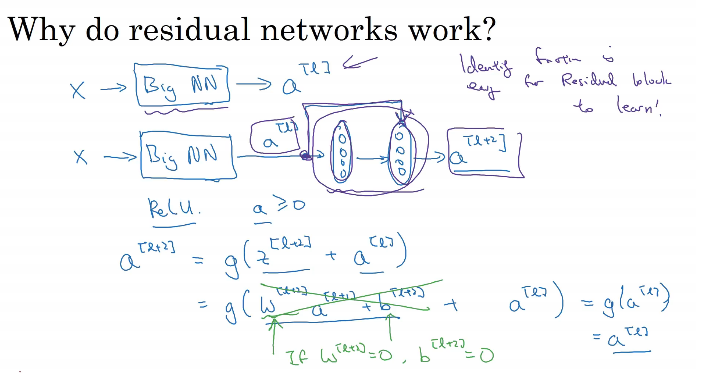 Why do residual networks work?
X → Big NN → a^[l]
Identity function is
easy for Residual block
to learn!
X → Big NN → a^[l] → → a^[l+2]
ReLU. a ≥ 0
a^[l+2] = g(z^[l+2] + a^[l])
= g(W^[l+2] a^[l+1] + b^[l+2] + a^[l]) = g(a^[l])
= a^[l]
If W^[l+2] = 0, b^[l+2] = 0